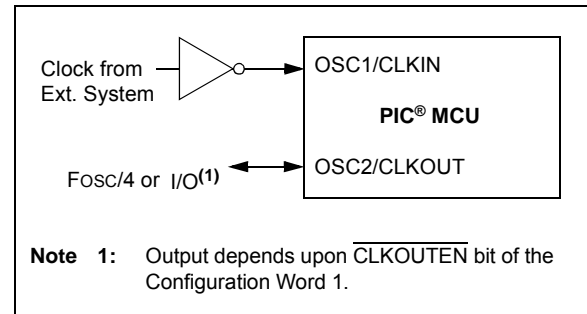 Clock from
Ext. System
OSC1/CLKIN
PIC® MCU
FOSC/4 or I/O(1)
OSC2/CLKOUT
Note 1: Output depends upon CLKOUTEN bit of the
Configuration Word 1.